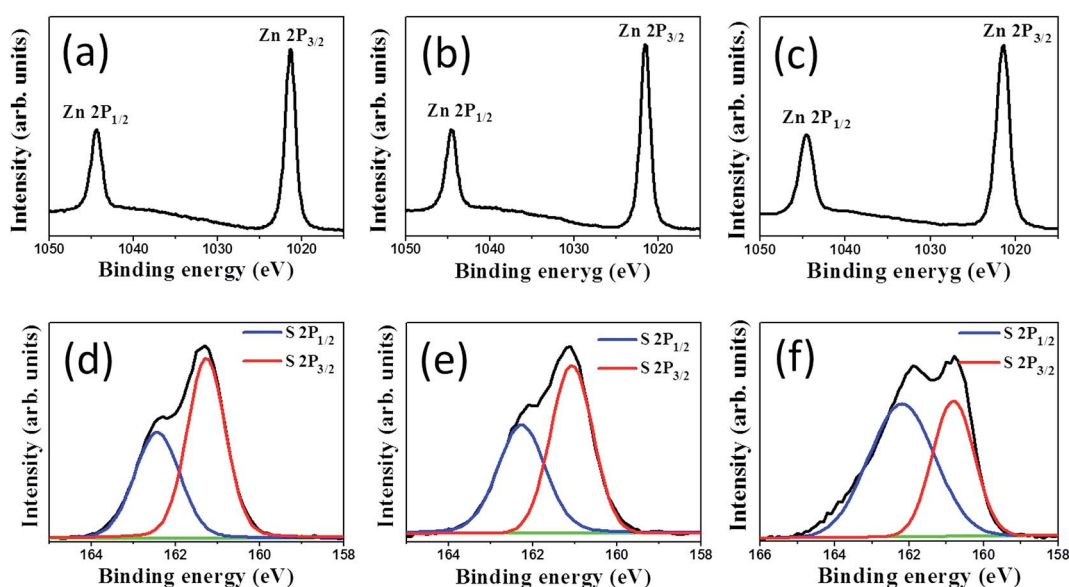 (a)
Zn 2P3/2
Zn 2P1/2
Intensity (arb. units)
1050 1040 1030 1020
Binding energy (eV)
(b)
Zn 2P3/2
Zn 2P1/2
Intensity (arb. units)
1050 1040 1030 1020
Binding eneryg (eV)
(c)
Zn 2P3/2
Zn 2P1/2
Intensity (arb. units.)
1050 1040 1030 1020
Binding eneryg (eV)
(d)
S 2P1/2
S 2P3/2
Intensity (arb. units)
164 162 160 158
Binding energy (eV)
(e)
S 2P1/2
S 2P3/2
Intensity (arb. units)
164 162 160 158
Binding energy (eV)
(f)
S 2P1/2
S 2P3/2
Intensity (arb. units)
166 164 162 160 158
Binding energy (eV)